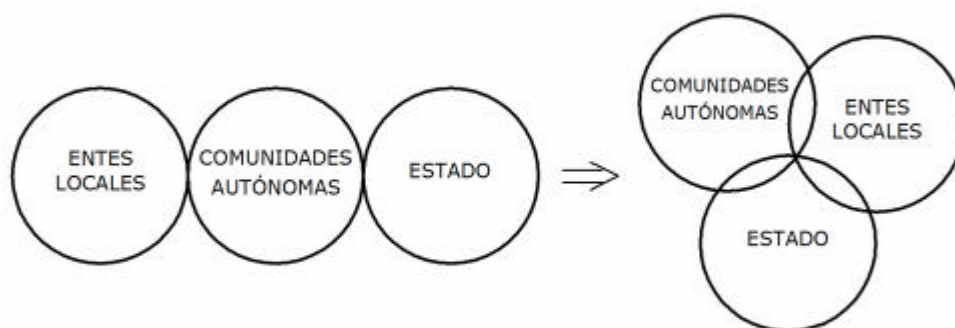 ENTES
LOCALES
COMUNIDADES
AUTÓNOMAS
ESTADO
COMUNIDADES
AUTÓNOMAS
ENTES
LOCALES
ESTADO